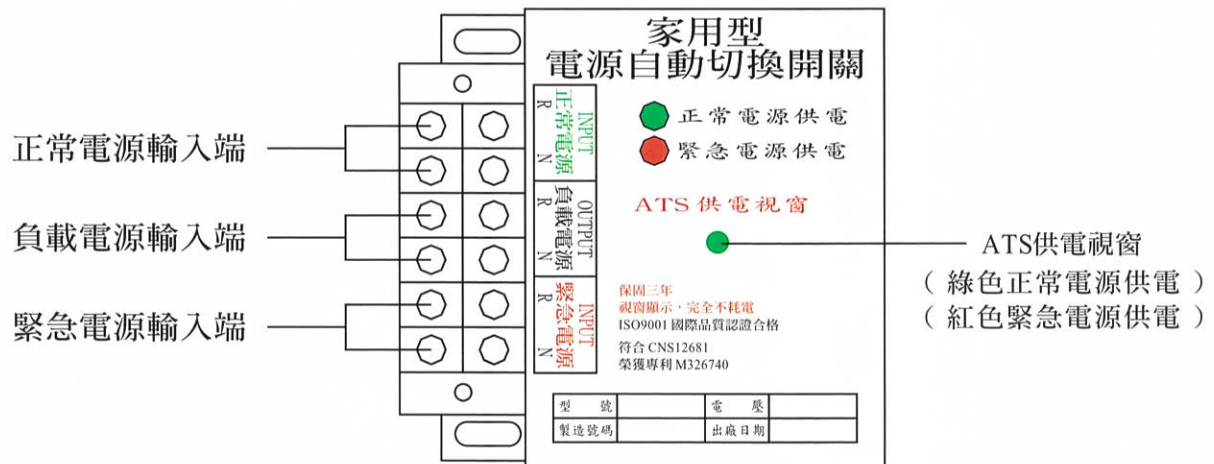 家用型
電源自動切換開關
正常電源輸入端
負載電源輸入端
緊急電源輸入端
INPUT
正常電源
R N
OUTPUT
負載電源
R N
INPUT
緊急電源
R N
正常電源供電
緊急電源供電
ATS 供電視窗
ATS供電視窗
( 綠色正常電源供電 )
( 紅色緊急電源供電 )
保固三年
視窗顯示，完全不耗電
ISO9001 國際品質認證合格
符合 CNS12681
榮獲專利 M326740
型 號 電 壓
製造號碼 出廠日期